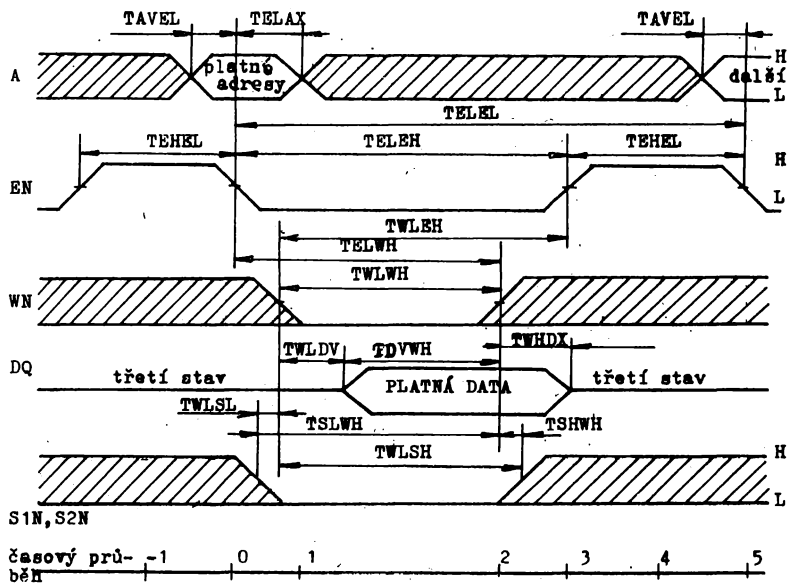 TAVEL TELAX TAVEL
A platné adresy H
další
L
TELEL
TEHEL TELEH TEHEL H
EN L
TWLEH
TELWH
TWLWH
WN
TWLDV TDVWH TWHDX
DQ
třetí stav PLATNÁ DATA třetí stav
TWLSL
TSLWH TSHWH
TWLSH
H
L
S1N,S2N
časový prů- -1 0 1 2 3 4 5
běh